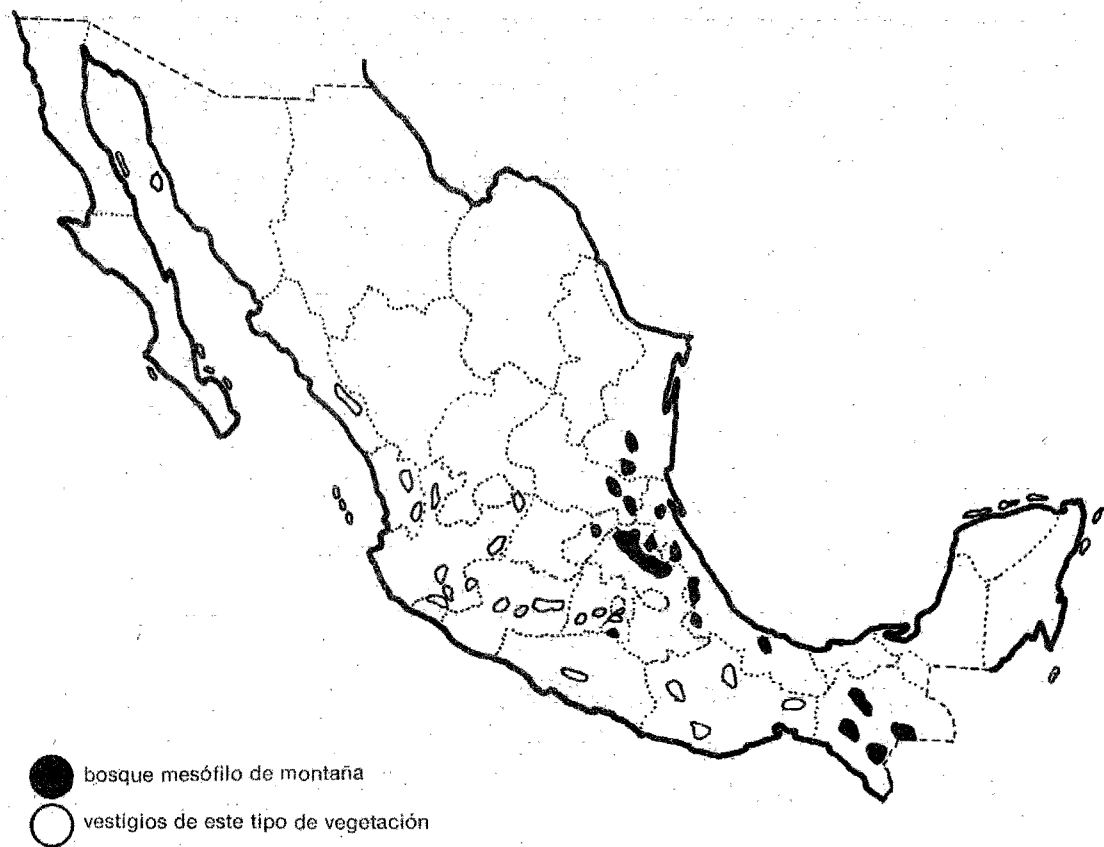 bosque mesófilo de montaña
vestigios de este tipo de vegetación